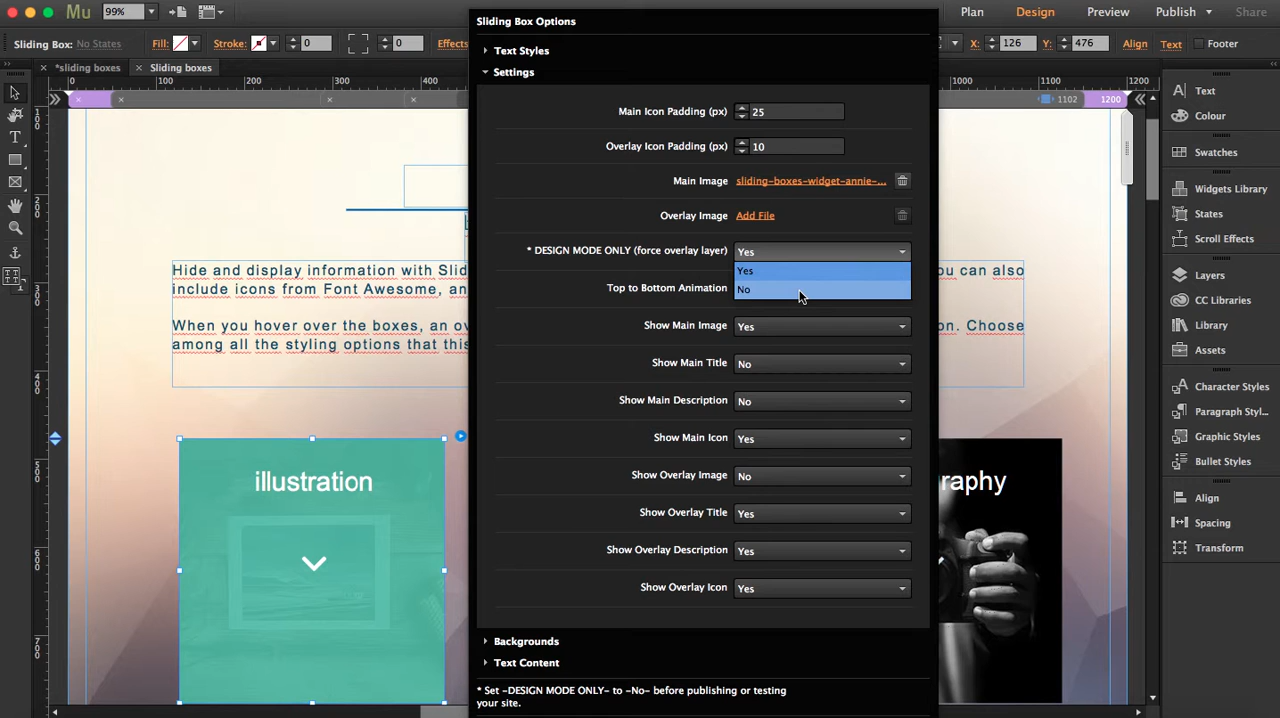 Mu
99%
Sliding Box Options
Plan
Design
Preview
Publish
Share
Sliding Box: No States
Fill:
Stroke:
0
0
Effects
X: 126
Y: 476
Align
Text
Footer
*sliding boxes
Sliding boxes
Text Styles
Settings
0
100
200
300
400
1000
1100
1200
1102
1200
Main Icon Padding (px)
25
Overlay Icon Padding (px)
10
Main Image
sliding-boxes-widget-annie-...
Overlay Image
Add File
* DESIGN MODE ONLY (force overlay layer)
Yes
Yes
No
Top to Bottom Animation
Show Main Image
Yes
Show Main Title
No
Show Main Description
No
Show Main Icon
Yes
Show Overlay Image
No
Show Overlay Title
Yes
Show Overlay Description
Yes
Show Overlay Icon
Yes
Backgrounds
Text Content
* Set -DESIGN MODE ONLY- to -No- before publishing or testing
your site.
Hide and display information with Slid
ou can also
include icons from Font Awesome, an
When you hover over the boxes, an ov
on. Choose
among all the styling options that this
illustration
raphy
200
300
400
500
600
700
Text
Colour
Swatches
Widgets Library
States
Scroll Effects
Layers
CC Libraries
Library
Assets
Character Styles
Paragraph Styl...
Graphic Styles
Bullet Styles
Align
Spacing
Transform